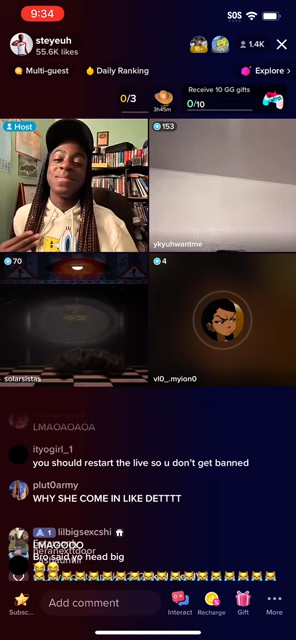 9:34
SOS
steyeuh
55.6K likes
1.4K
Multi-guest
Daily Ranking
Explore >
0/3
3h45m
Receive 10 GG gifts
0/10
Host
153
ykyuhwantme
70
solarsistas
4
vl0_.myion0
LMAOAOAOA
ityogirl_1
you should restart the live so u don't get banned
plut0army
WHY SHE COME IN LIKE DETTTT
A 1 lilbigsexcshi
Bro said yo head big
Subsc...
Add comment
Interact
Recharge
Gift
More